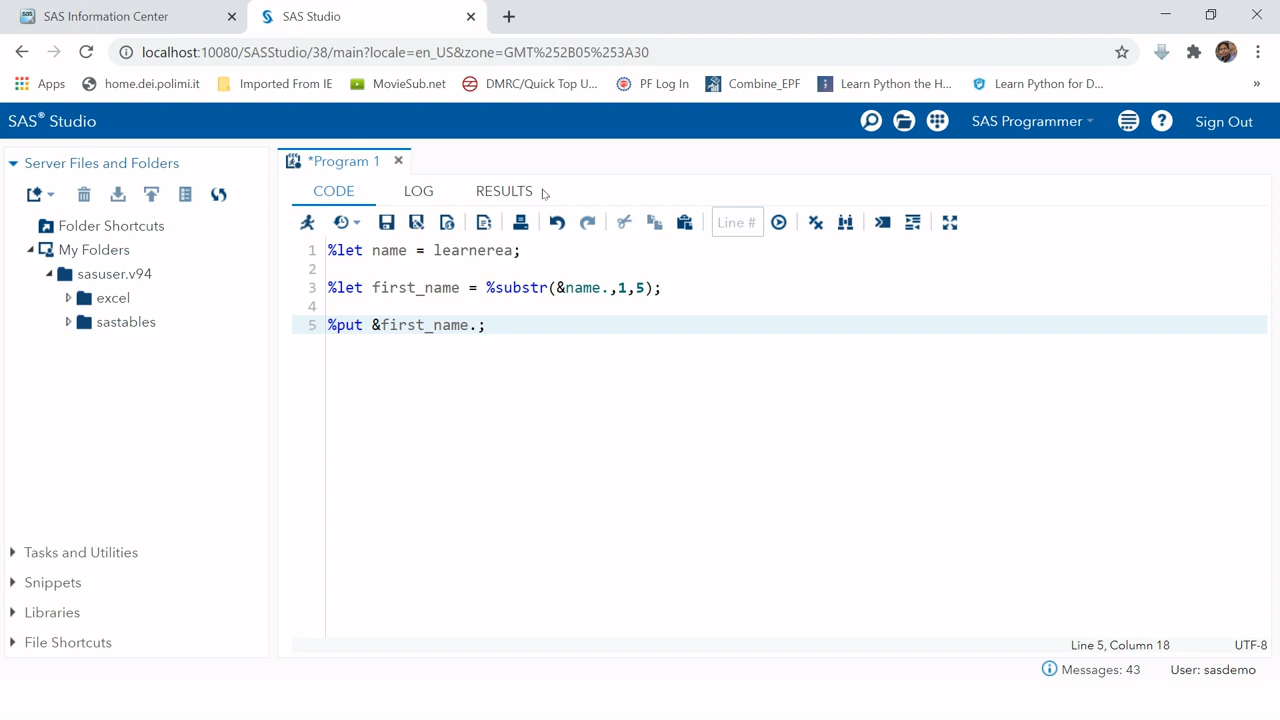 SAS Information Center
SAS Studio
localhost:10080/SASStudio/38/main?locale=en_US&zone=GMT%252B05%253A30
Apps
home.dei.polimi.it
Imported From IE
MovieSub.net
DMRC/Quick Top U...
PF Log In
Combine_EPF
Learn Python the H...
Learn Python for D...
»
SAS® Studio
SAS Programmer
Sign Out
Server Files and Folders
*Program 1
CODE
LOG
RESULTS
Line #
Folder Shortcuts
My Folders
sasuser.v94
excel
sastables
1 %let name = learnerea;
2
3 %let first_name = %substr(&name.,1,5);
4
5 %put &first_name.;
Tasks and Utilities
Snippets
Libraries
File Shortcuts
Line 5, Column 18
UTF-8
Messages: 43
User: sasdemo